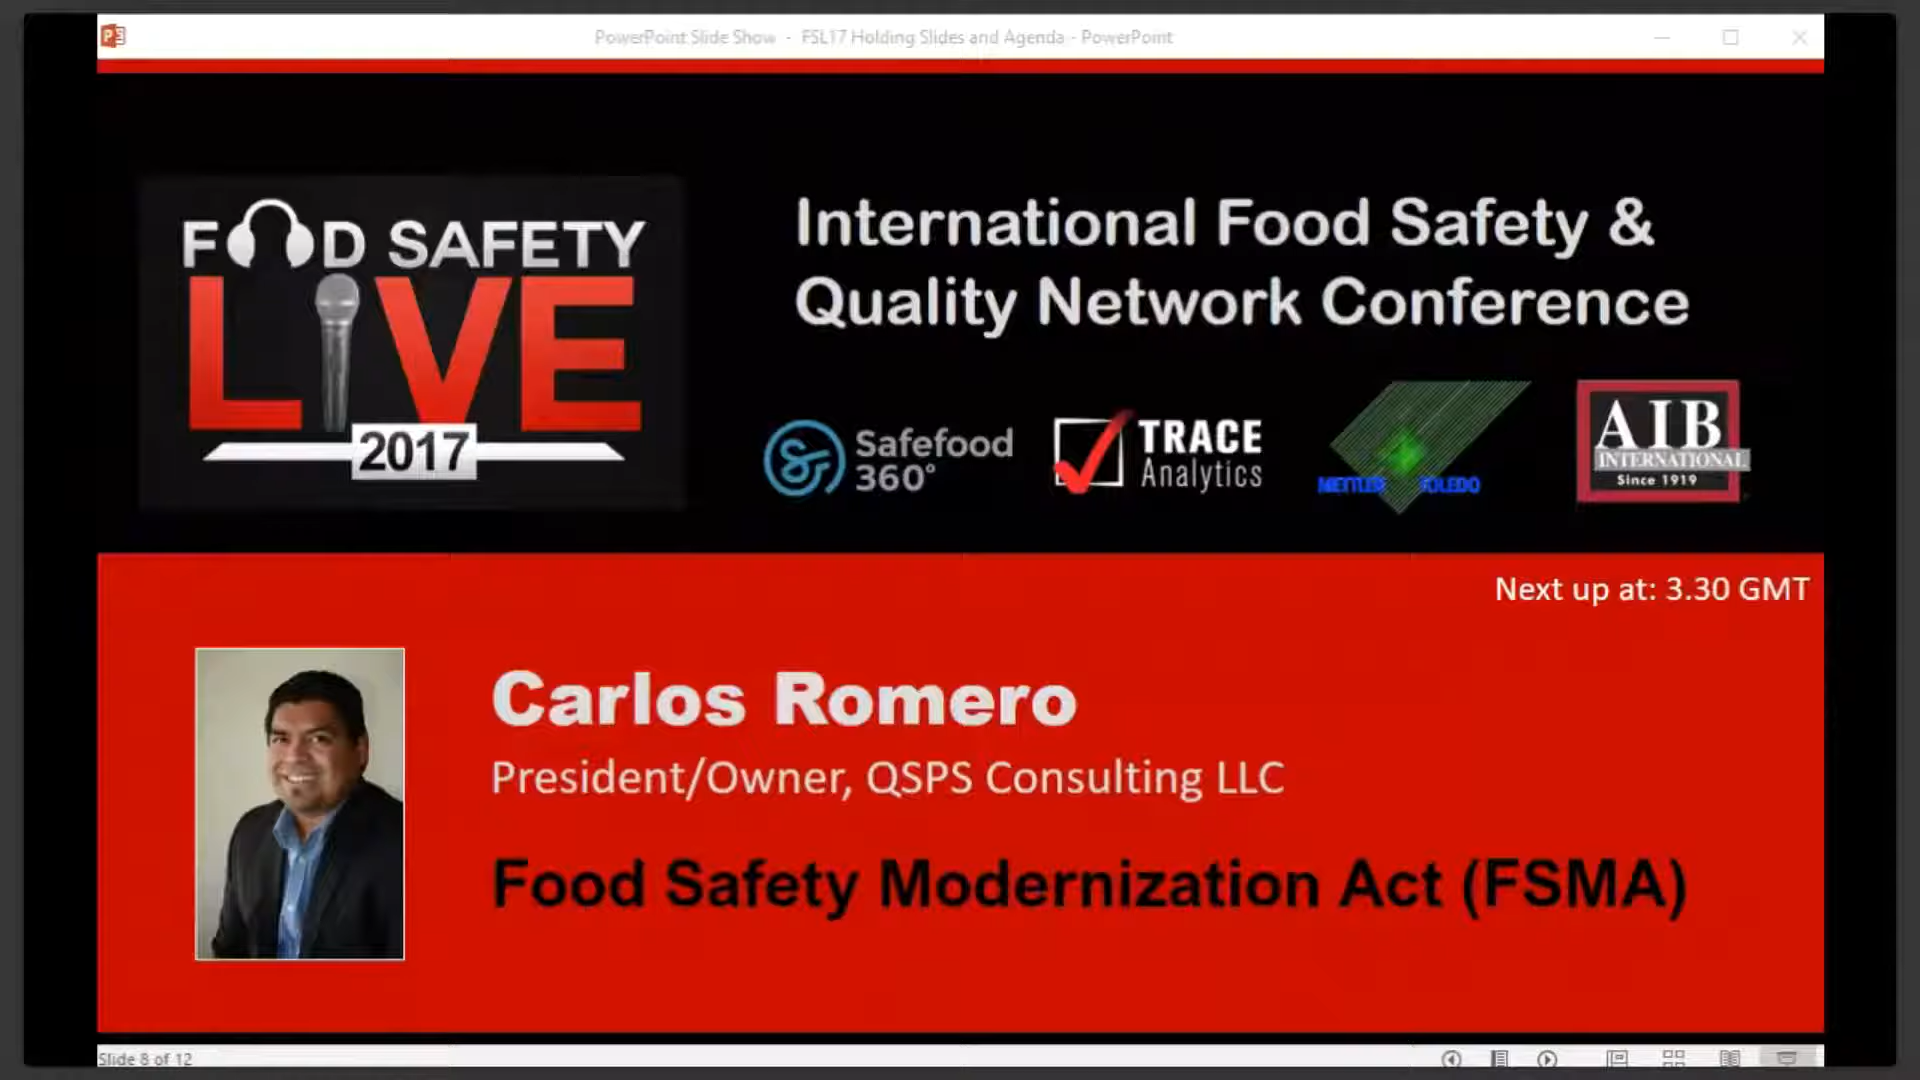 PowerPoint Slide Show - FSL17 Holding Slides and Agenda - PowerPoint
FOOD SAFETY
LIVE
2017
International Food Safety &
Quality Network Conference
Safefood
360°
TRACE
Analytics
METTLER TOLEDO
AIB
INTERNATIONAL
Since 1919
Next up at: 3.30 GMT
Carlos Romero
President/Owner, QSPS Consulting LLC
Food Safety Modernization Act (FSMA)
Slide 8 of 12